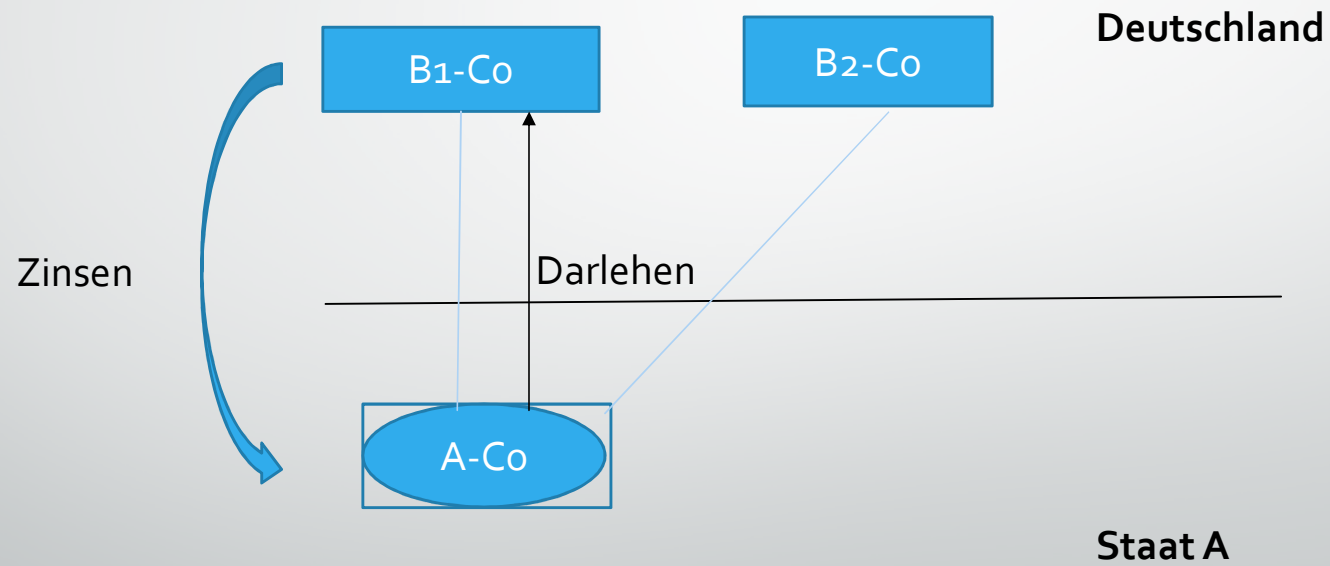 Deutschland
B1-Co
B2-Co
Zinsen
Darlehen
A-Co
Staat A